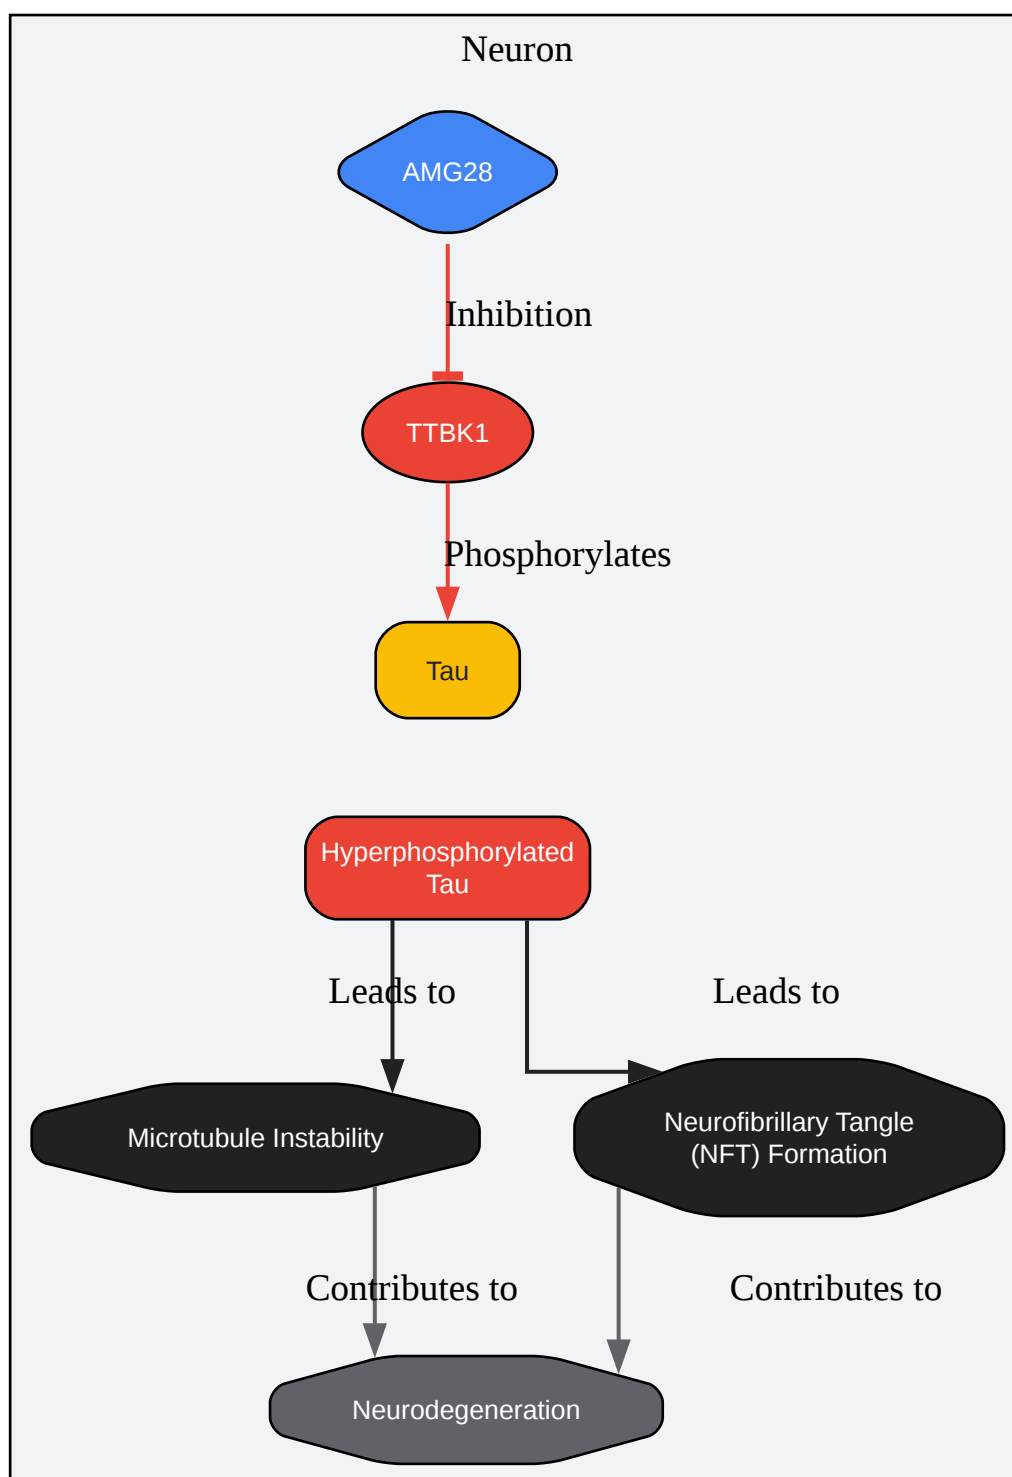 Neuron
AMG28
Inhibition
TTBK1
Phosphorylates
Tau
Hyperphosphorylated
Tau
Leads to
Leads to
Microtubule Instability
Neurofibrillary Tangle
(NFT) Formation
Contributes to
Contributes to
Neurodegeneration